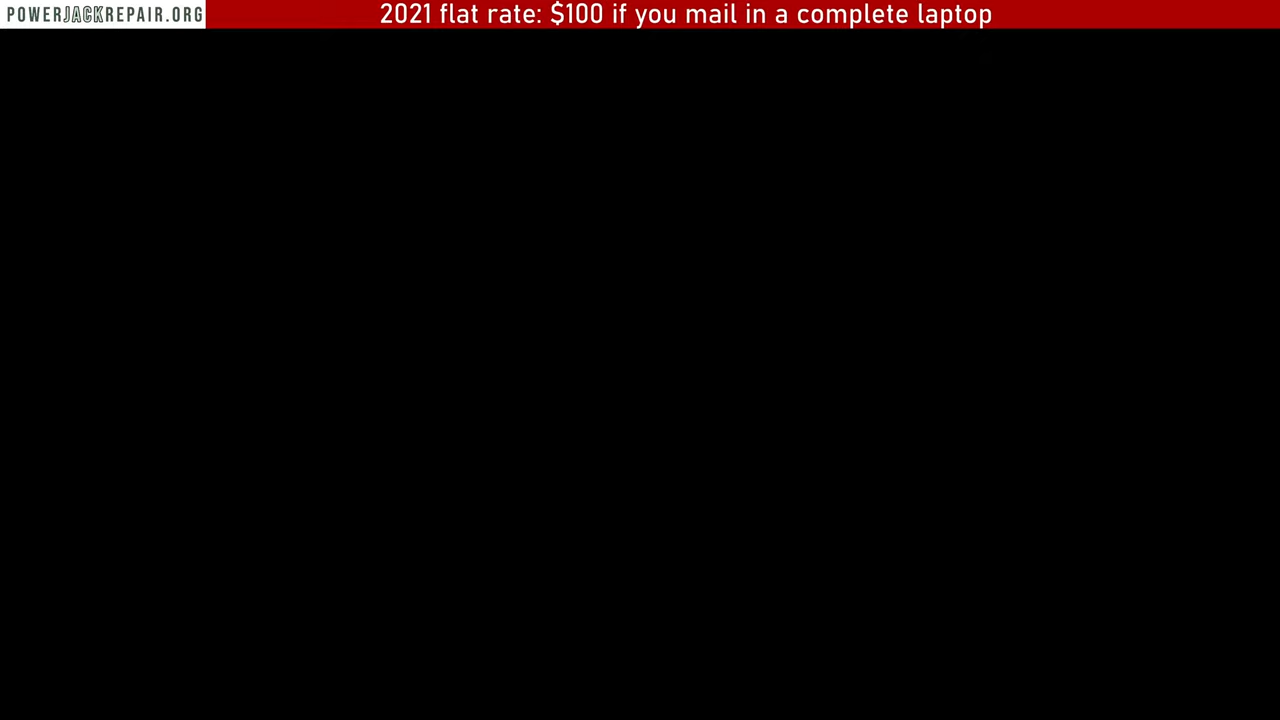 POWERJACKREPAIR.ORG
2021 flat rate: $100 if you mail in a complete laptop